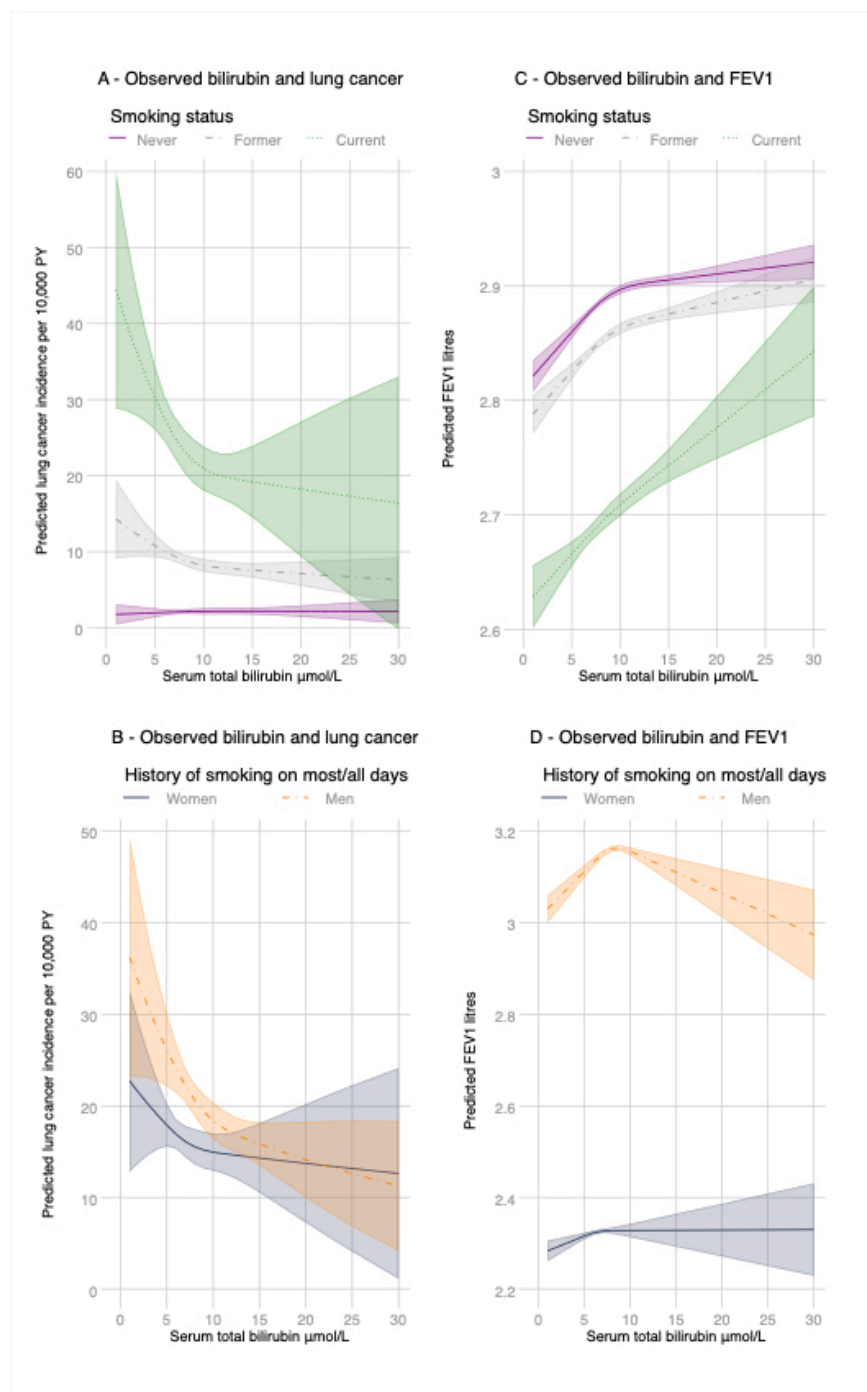 A - Observed bilirubin and lung cancer
Smoking status
Never Former Current
Predicted lung cancer incidence per 10,000 PY
60
50
40
30
20
10
0
0 5 10 15 20 25 30
Serum total bilirubin µmol/L
C - Observed bilirubin and FEV1
Smoking status
Never Former Current
Predicted FEV1 litres
3
2.9
2.8
2.7
2.6
0 5 10 15 20 25 30
Serum total bilirubin µmol/L
B - Observed bilirubin and lung cancer
History of smoking on most/all days
Women Men
Predicted lung cancer incidence per 10,000 PY
50
40
30
20
10
0
0 5 10 15 20 25 30
Serum total bilirubin µmol/L
D - Observed bilirubin and FEV1
History of smoking on most/all days
Women Men
Predicted FEV1 litres
3.2
3
2.8
2.6
2.4
2.2
0 5 10 15 20 25 30
Serum total bilirubin µmol/L